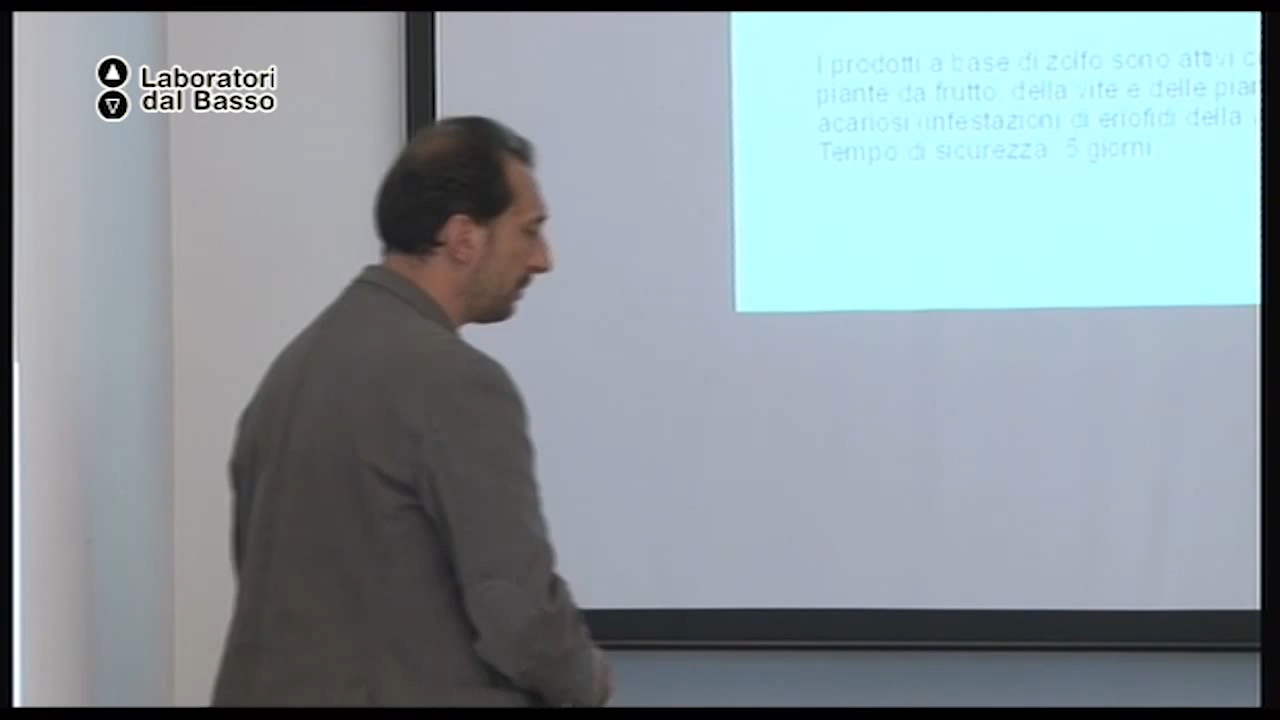 Laboratori
dal Basso
I prodotti a base di zolfo sono attivi
piante da frutto, della vite e delle
acariosi (infestazioni di eriofidi della
Tempo di sicurezza: 5 giorni